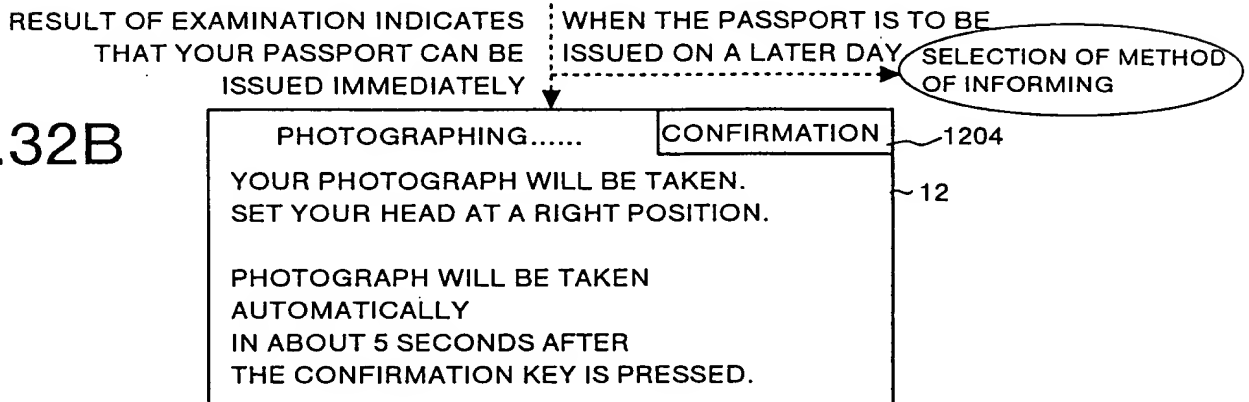 RESULT OF EXAMINATION INDICATES
THAT YOUR PASSPORT CAN BE
ISSUED IMMEDIATELY
WHEN THE PASSPORT IS TO BE
ISSUED ON A LATER DAY
SELECTION OF METHOD
OF INFORMING
.32B
PHOTOGRAPHING......
CONFIRMATION
1204
12
YOUR PHOTOGRAPH WILL BE TAKEN.
SET YOUR HEAD AT A RIGHT POSITION.
PHOTOGRAPH WILL BE TAKEN
AUTOMATICALLY
IN ABOUT 5 SECONDS AFTER
THE CONFIRMATION KEY IS PRESSED.